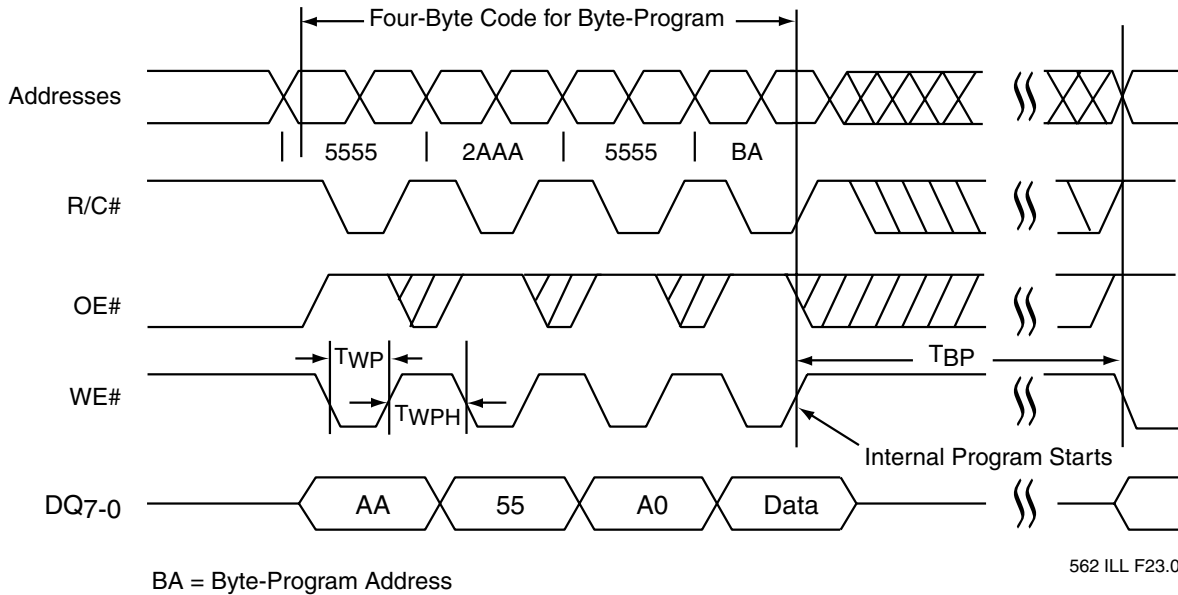 Four-Byte Code for Byte-Program
Addresses
5555 2AAA 5555 BA
R/C#
OE#
TWP
TBP
WE#
TWPH
Internal Program Starts
DQ7-0
AA 55 A0 Data
562 ILL F23.0
BA = Byte-Program Address